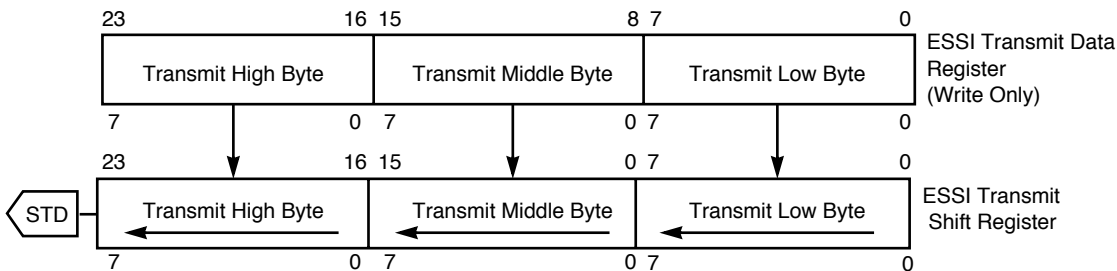 23 16 15 8 7 0
ESSI Transmit Data
Register
(Write Only)
Transmit High Byte Transmit Middle Byte Transmit Low Byte
7 0 7 0 7 0
23 16 15 0 7 0
STD
Transmit High Byte Transmit Middle Byte Transmit Low Byte
ESSI Transmit
Shift Register
7 0 7 0 7 0